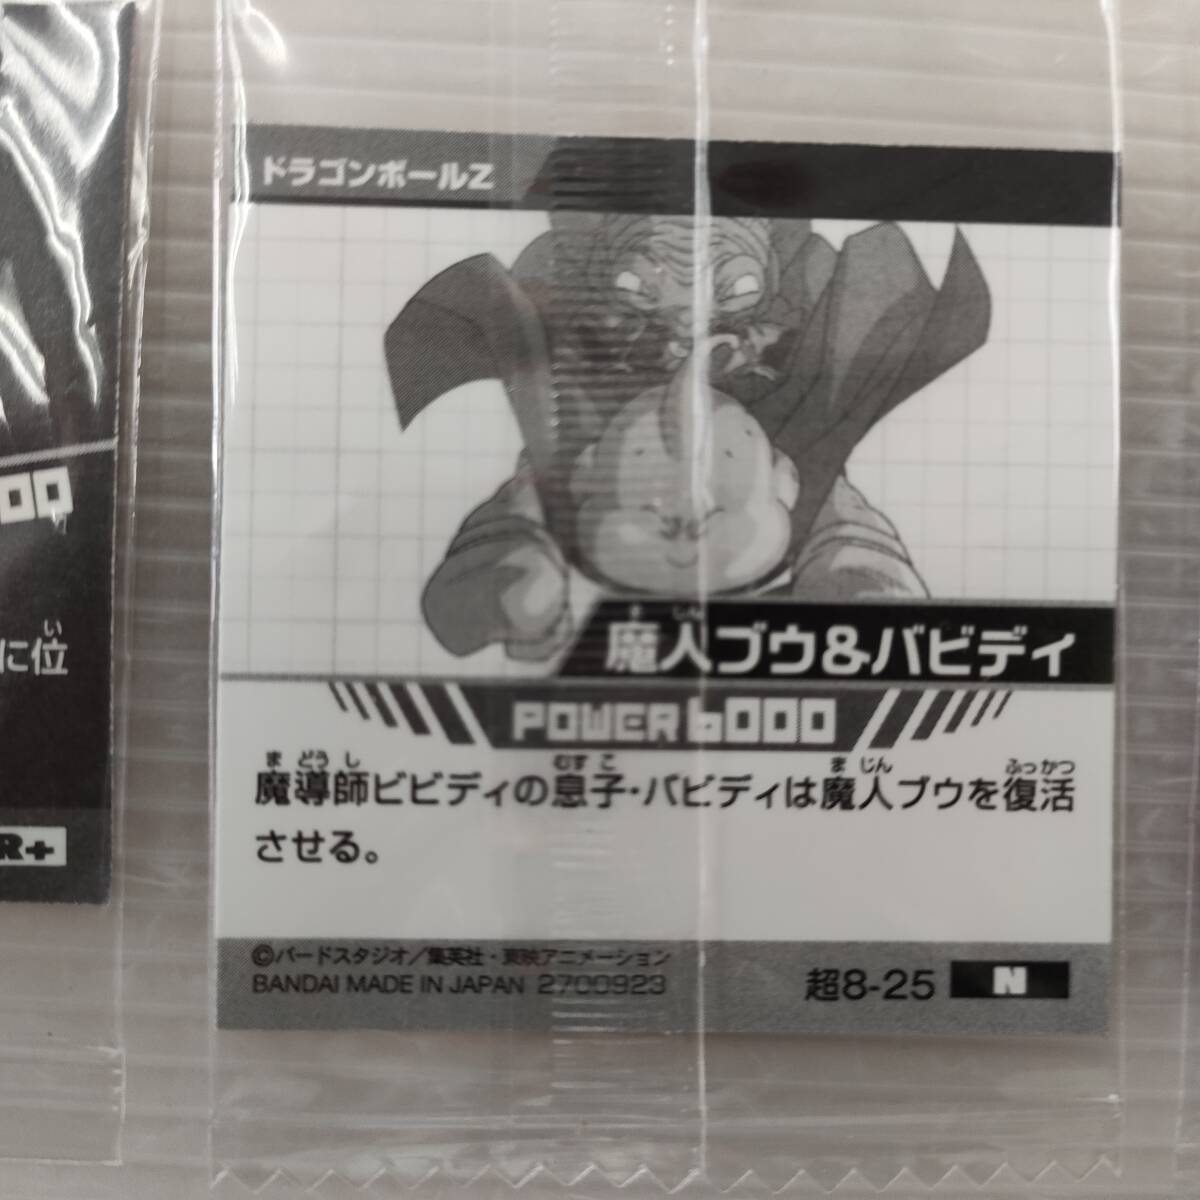 ドラゴンボールZ
ま じん
魔人ブウ&バビディ
POWER 6000
ま どう し むす こ ま じん ふっかつ
魔導師ビビディの息子・バビディは魔人ブウを復活
させる。
©バードスタジオ/集英社・東映アニメーション
BANDAI MADE IN JAPAN 2700923
超8-25 N
00
い
に位
R+